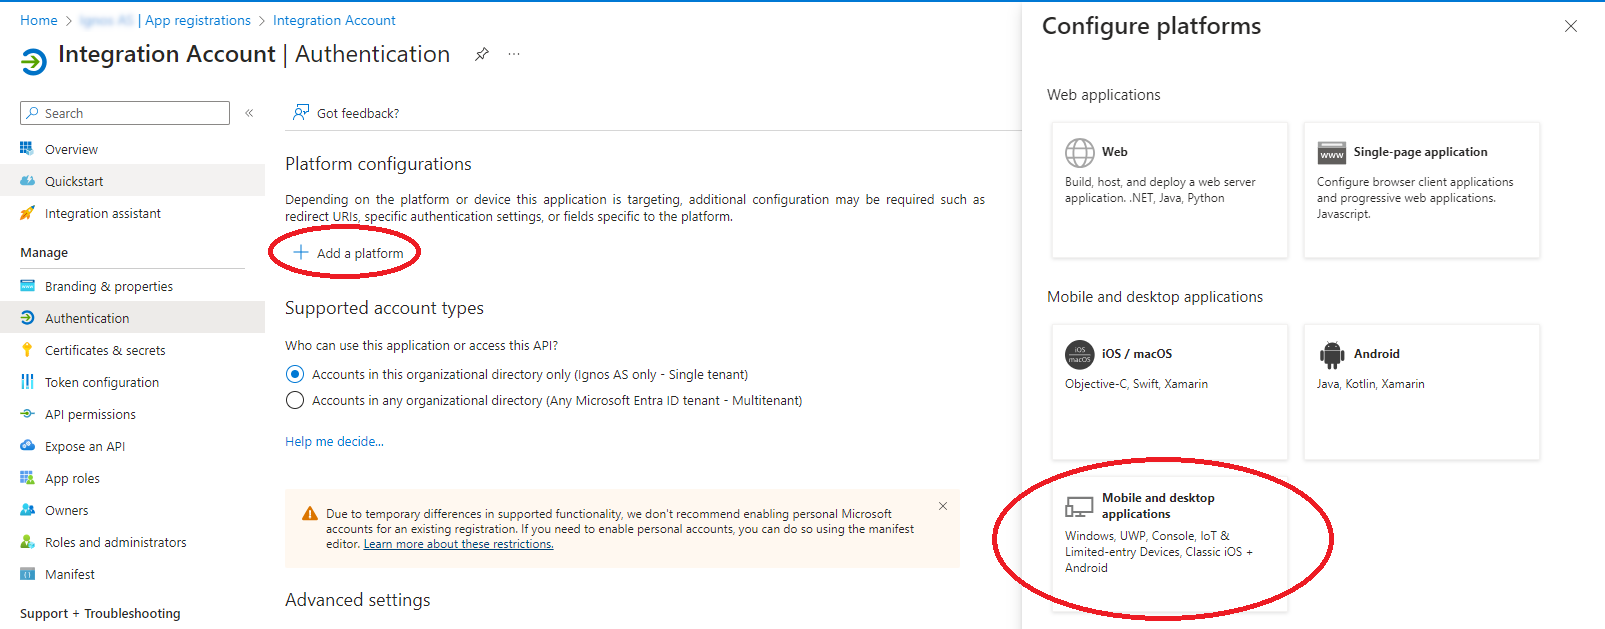 Home > | App registrations > Integration Account
Integration Account | Authentication
Search
Overview
Quickstart
Integration assistant
Manage
Branding & properties
Authentication
Certificates & secrets
Token configuration
API permissions
Expose an API
App roles
Owners
Roles and administrators
Manifest
Support + Troubleshooting
Got feedback?
Platform configurations
Depending on the platform or device this application is targeting, additional configuration may be required such as
redirect URIs, specific authentication settings, or fields specific to the platform.
Add a platform
Supported account types
Who can use this application or access this API?
Accounts in this organizational directory only (Ignos AS only - Single tenant)
Accounts in any organizational directory (Any Microsoft Entra ID tenant - Multitenant)
Help me decide...
Due to temporary differences in supported functionality, we don't recommend enabling personal Microsoft
accounts for an existing registration. If you need to enable personal accounts, you can do so using the manifest
editor. Learn more about these restrictions.
Advanced settings
Configure platforms
Web applications
Web
Build, host, and deploy a web server
application. .NET, Java, Python
www
Single-page application
Configure browser client applications
and progressive web applications.
Javascript.
Mobile and desktop applications
iOS
macOS
iOS / macOS
Objective-C, Swift, Xamarin
Android
Java, Kotlin, Xamarin
Mobile and desktop
applications
Windows, UWP, Console, IoT &
Limited-entry Devices, Classic iOS +
Android